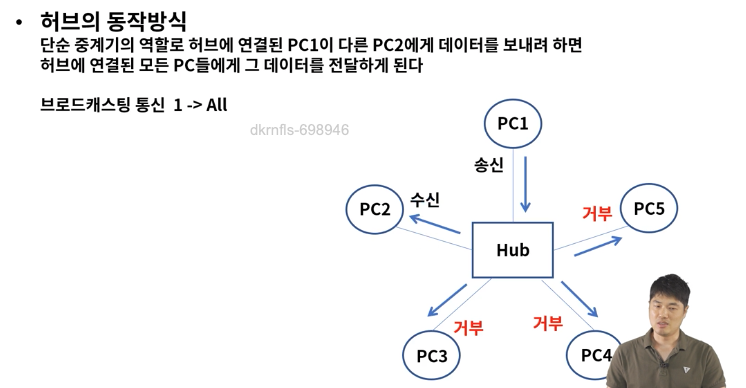 • 허브의 동작방식
단순 중계기의 역할로 허브에 연결된 PC1이 다른 PC2에게 데이터를 보내려 하면
허브에 연결된 모든 PC들에게 그 데이터를 전달하게 된다
브로드캐스팅 통신 1 -> All
dkrnfls-698946
PC1
송신
PC2
수신
거부
PC5
Hub
거부
거부
PC3
PC4